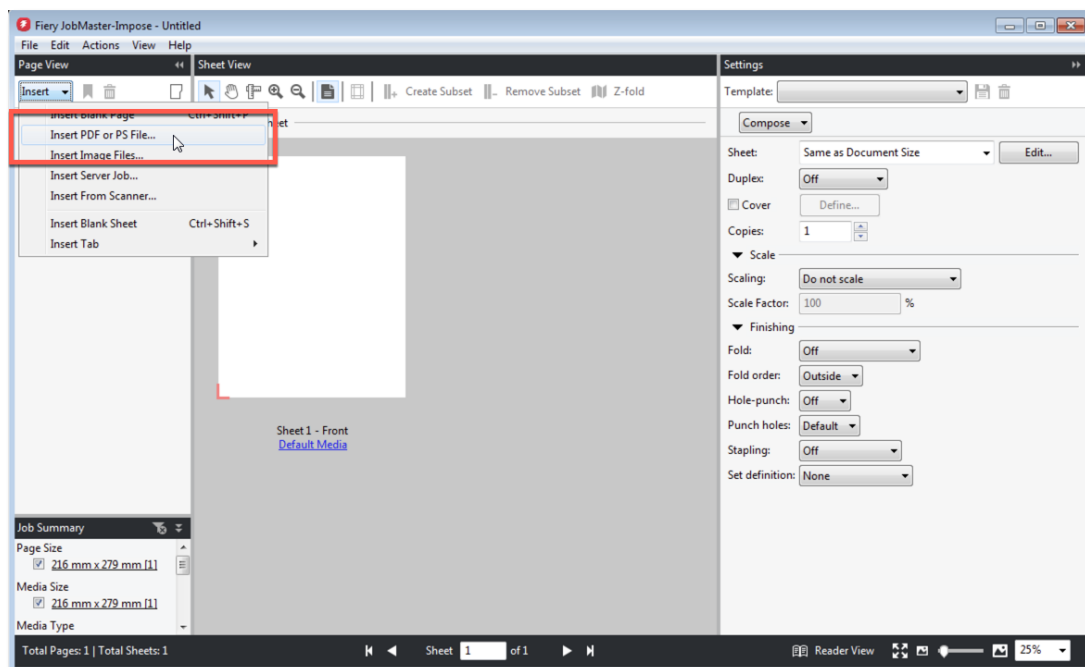 Fiery JobMaster-Impose - Untitled
File Edit Actions View Help
Page View
Sheet View
Settings
Insert
Create Subset
Remove Subset
Z-fold
Template:
Insert Blank Page Ctrl+Shift+P
Insert PDF or PS File...
Insert Image Files...
Insert Server Job...
Insert From Scanner...
Insert Blank Sheet Ctrl+Shift+S
Insert Tab
Sheet 1 - Front
Default Media
Compose
Sheet: Same as Document Size Edit...
Duplex: Off
Cover Define...
Copies: 1
Scale
Scaling: Do not scale
Scale Factor: 100 %
Finishing
Fold: Off
Fold order: Outside
Hole-punch: Off
Punch holes: Default
Stapling: Off
Set definition: None
Job Summary
Page Size
216 mm x 279 mm [1]
Media Size
216 mm x 279 mm [1]
Media Type
Total Pages: 1 | Total Sheets: 1
Sheet 1 of 1
Reader View
25%